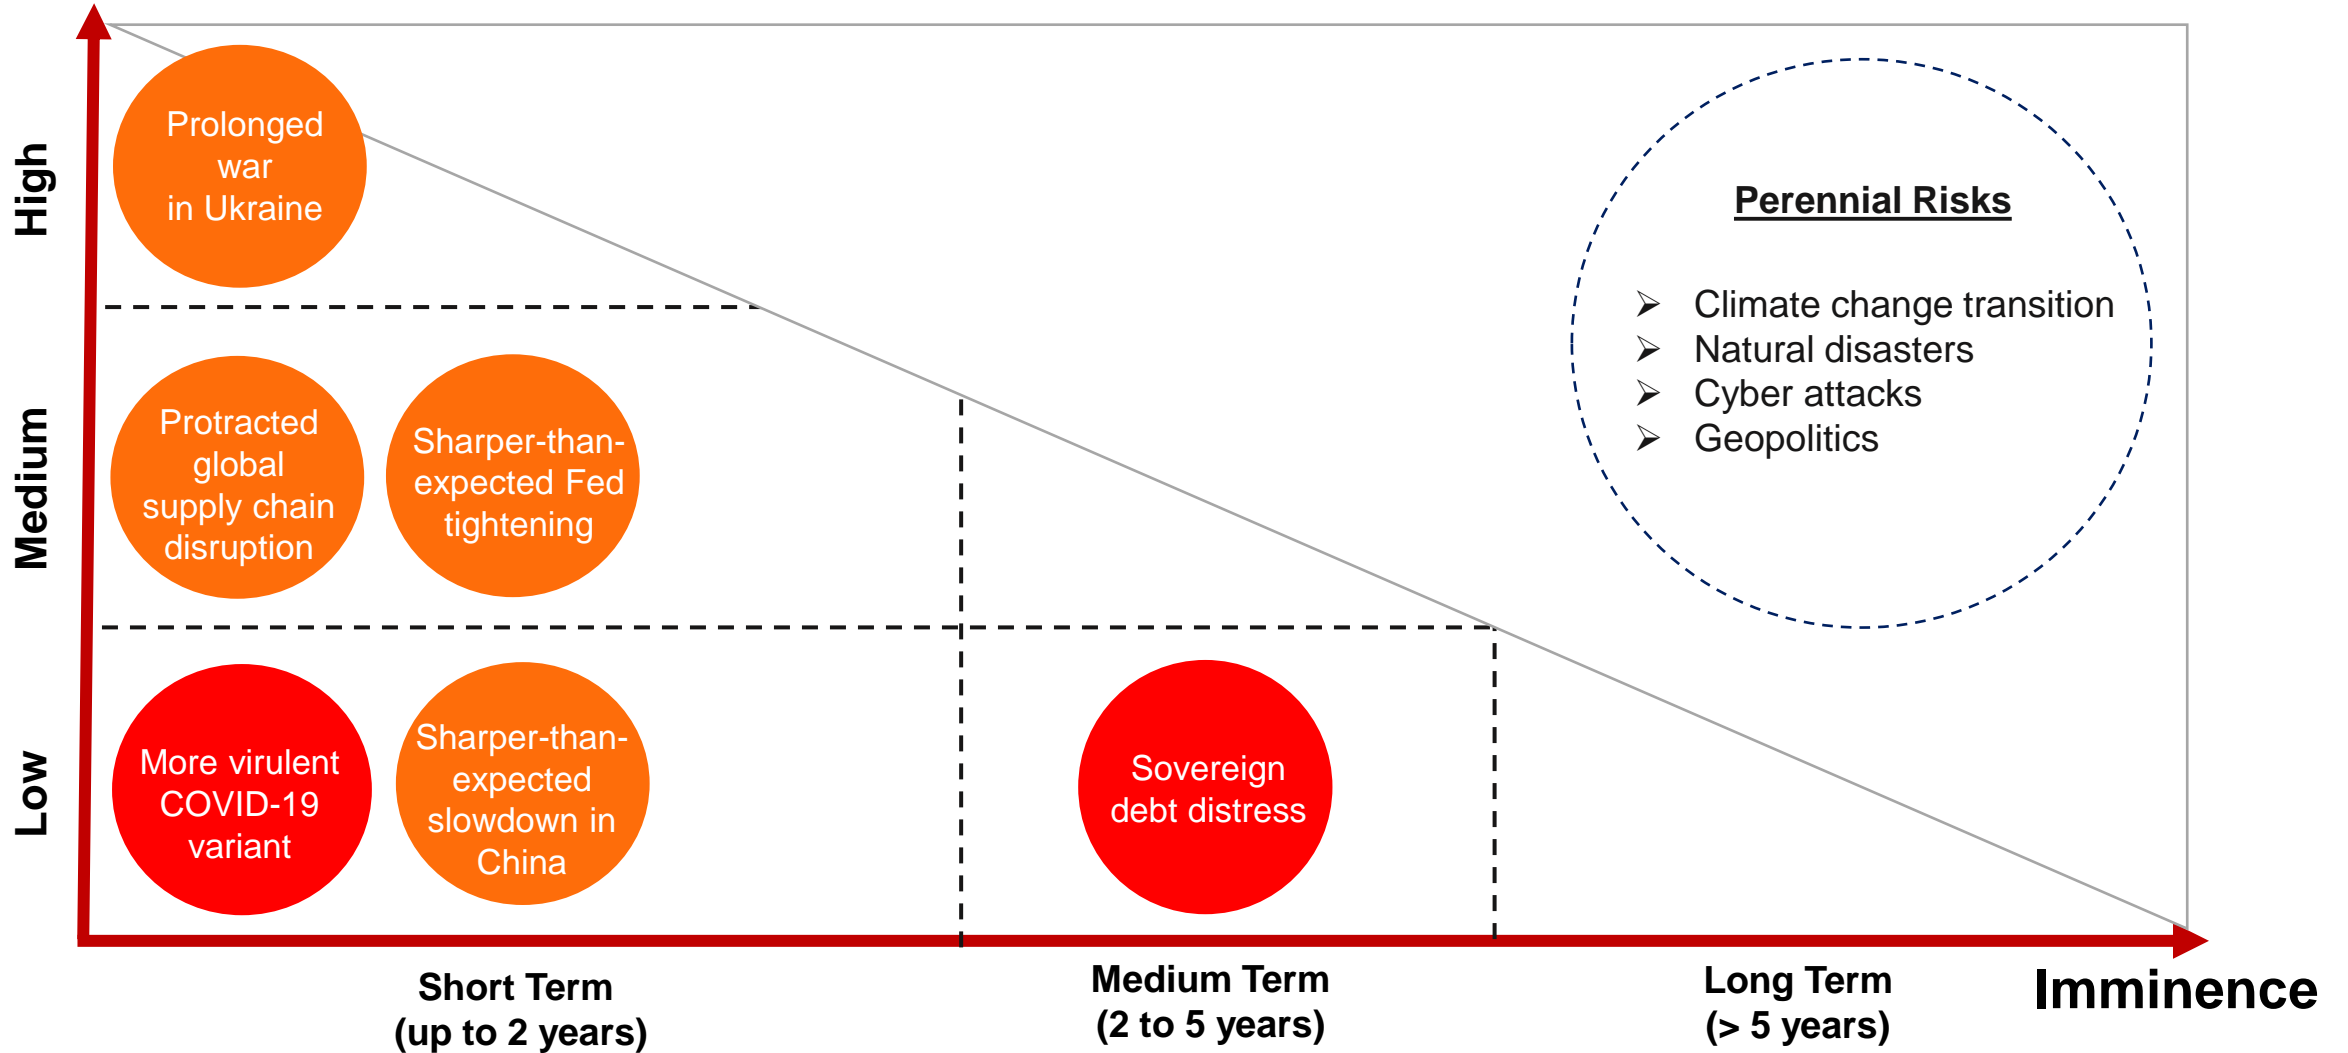 High
Prolonged
war
in Ukraine
Perennial Risks
➢ Climate change transition
➢ Natural disasters
➢ Cyber attacks
➢ Geopolitics
Medium
Protracted
global
supply chain
disruption
Sharper-than-
expected Fed
tightening
Low
More virulent
COVID-19
variant
Sharper-than-
expected
slowdown in
China
Sovereign
debt distress
Short Term
(up to 2 years)
Medium Term
(2 to 5 years)
Long Term
(> 5 years)
Imminence